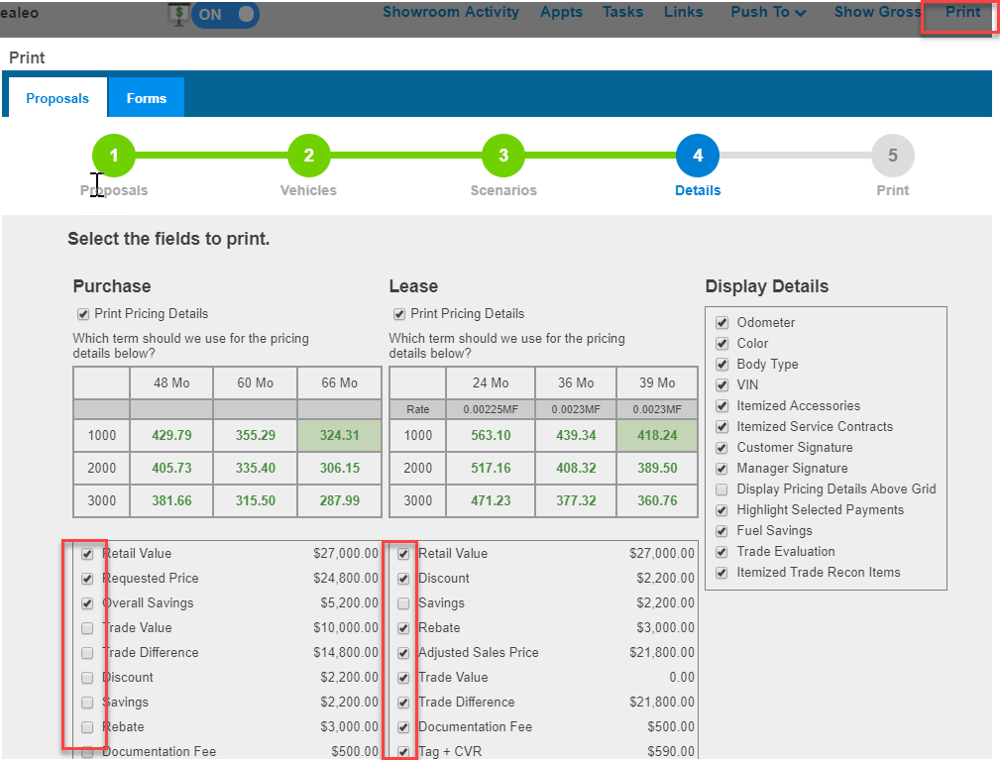 ealeo $ ON Showroom Activity Appts Tasks Links Push To Show Gross Print
Print
Proposals Forms
1 2 3 4 5
Proposals Vehicles Scenarios Details Print
Select the fields to print.
Purchase
Print Pricing Details
Which term should we use for the pricing
details below?
48 Mo 60 Mo 66 Mo
1000 429.79 355.29 324.31
2000 405.73 335.40 306.15
3000 381.66 315.50 287.99
Retail Value $27,000.00
Requested Price $24,800.00
Overall Savings $5,200.00
Trade Value $10,000.00
Trade Difference $14,800.00
Discount $2,200.00
Savings $2,200.00
Rebate $3,000.00
Documentation Fee $500.00
Lease
Print Pricing Details
Which term should we use for the pricing
details below?
24 Mo 36 Mo 39 Mo
Rate 0.00225MF 0.0023MF 0.0023MF
1000 563.10 439.34 418.24
2000 517.16 408.32 389.50
3000 471.23 377.32 360.76
Retail Value $27,000.00
Discount $2,200.00
Savings $2,200.00
Rebate $3,000.00
Adjusted Sales Price $21,800.00
Trade Value 0.00
Trade Difference $21,800.00
Documentation Fee $500.00
Tag + CVR $590.00
Display Details
Odometer
Color
Body Type
VIN
Itemized Accessories
Itemized Service Contracts
Customer Signature
Manager Signature
Display Pricing Details Above Grid
Highlight Selected Payments
Fuel Savings
Trade Evaluation
Itemized Trade Recon Items